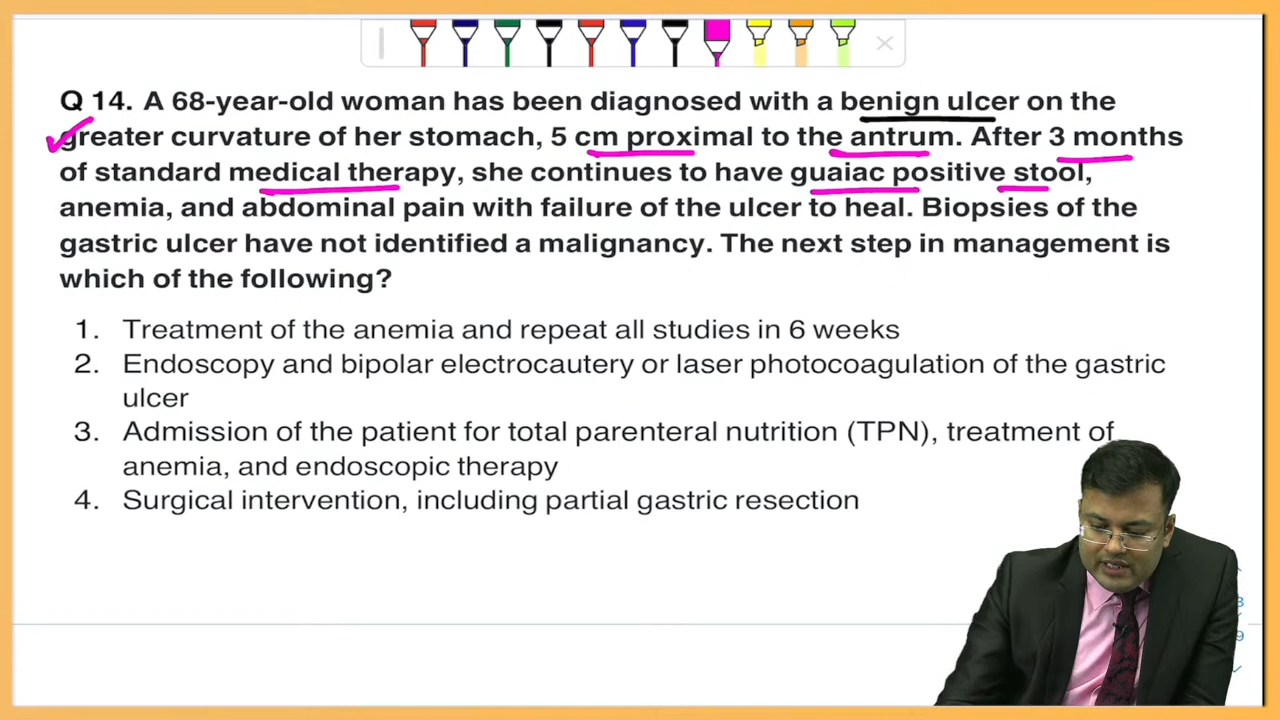 Q 14. A 68-year-old woman has been diagnosed with a benign ulcer on the
greater curvature of her stomach, 5 cm proximal to the antrum. After 3 months
of standard medical therapy, she continues to have guaiac positive stool,
anemia, and abdominal pain with failure of the ulcer to heal. Biopsies of the
gastric ulcer have not identified a malignancy. The next step in management is
which of the following?
1. Treatment of the anemia and repeat all studies in 6 weeks
2. Endoscopy and bipolar electrocautery or laser photocoagulation of the gastric
ulcer
3. Admission of the patient for total parenteral nutrition (TPN), treatment of
anemia, and endoscopic therapy
4. Surgical intervention, including partial gastric resection